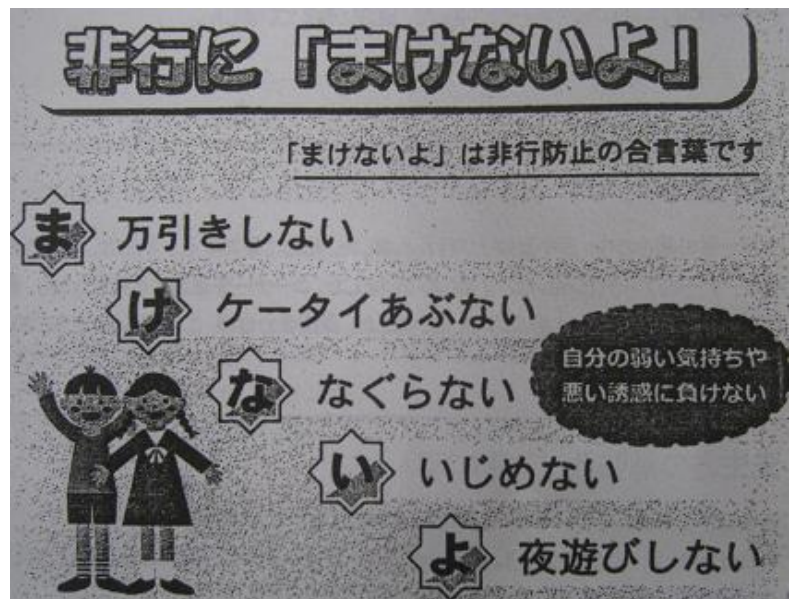 非行に「まけないよ」
「まけないよ」は非行防止の合言葉です
ま 万引きしない
け ケータイあぶない
な なぐらない
自分の弱い気持ちや
悪い誘惑に負けない
い いじめない
よ 夜遊びしない